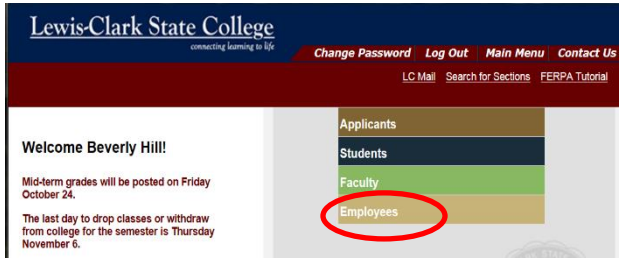 Lewis-Clark State College
connecting learning to life
Change Password Log Out Main Menu Contact Us
LC Mail Search for Sections FERPA Tutorial
Welcome Beverly Hill!
Mid-term grades will be posted on Friday
October 24.
The last day to drop classes or withdraw
from college for the semester is Thursday
November 6.
Applicants
Students
Faculty
Employees